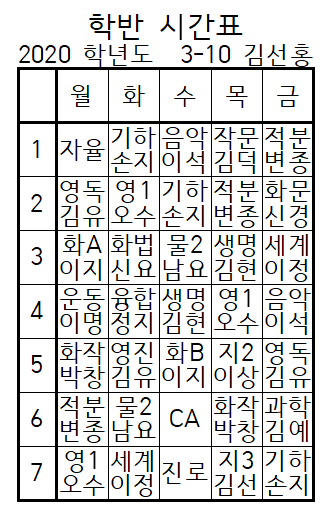 학반 시간표
2020 학년도 3-10 김선홍
월 화 수 목 금
1 자율 기하 음악 작문 적분
손지 이석 김덕 변종
2 영독 영1 기하 적분 화문
김유 오수 손지 변종 신경
3 화A 화법 물2 생명 세계
이지 신요 남요 김현 이정
4 운동 융합 생명 영1 음악
이명 정지 김현 오수 이석
5 화작 영진 화B 지2 영독
박창 김유 이지 이상 김유
6 적분 물2 CA 화작 과학
변종 남요 박창 김예
7 영1 세계 진로 지3 기하
오수 이정 김선 손지